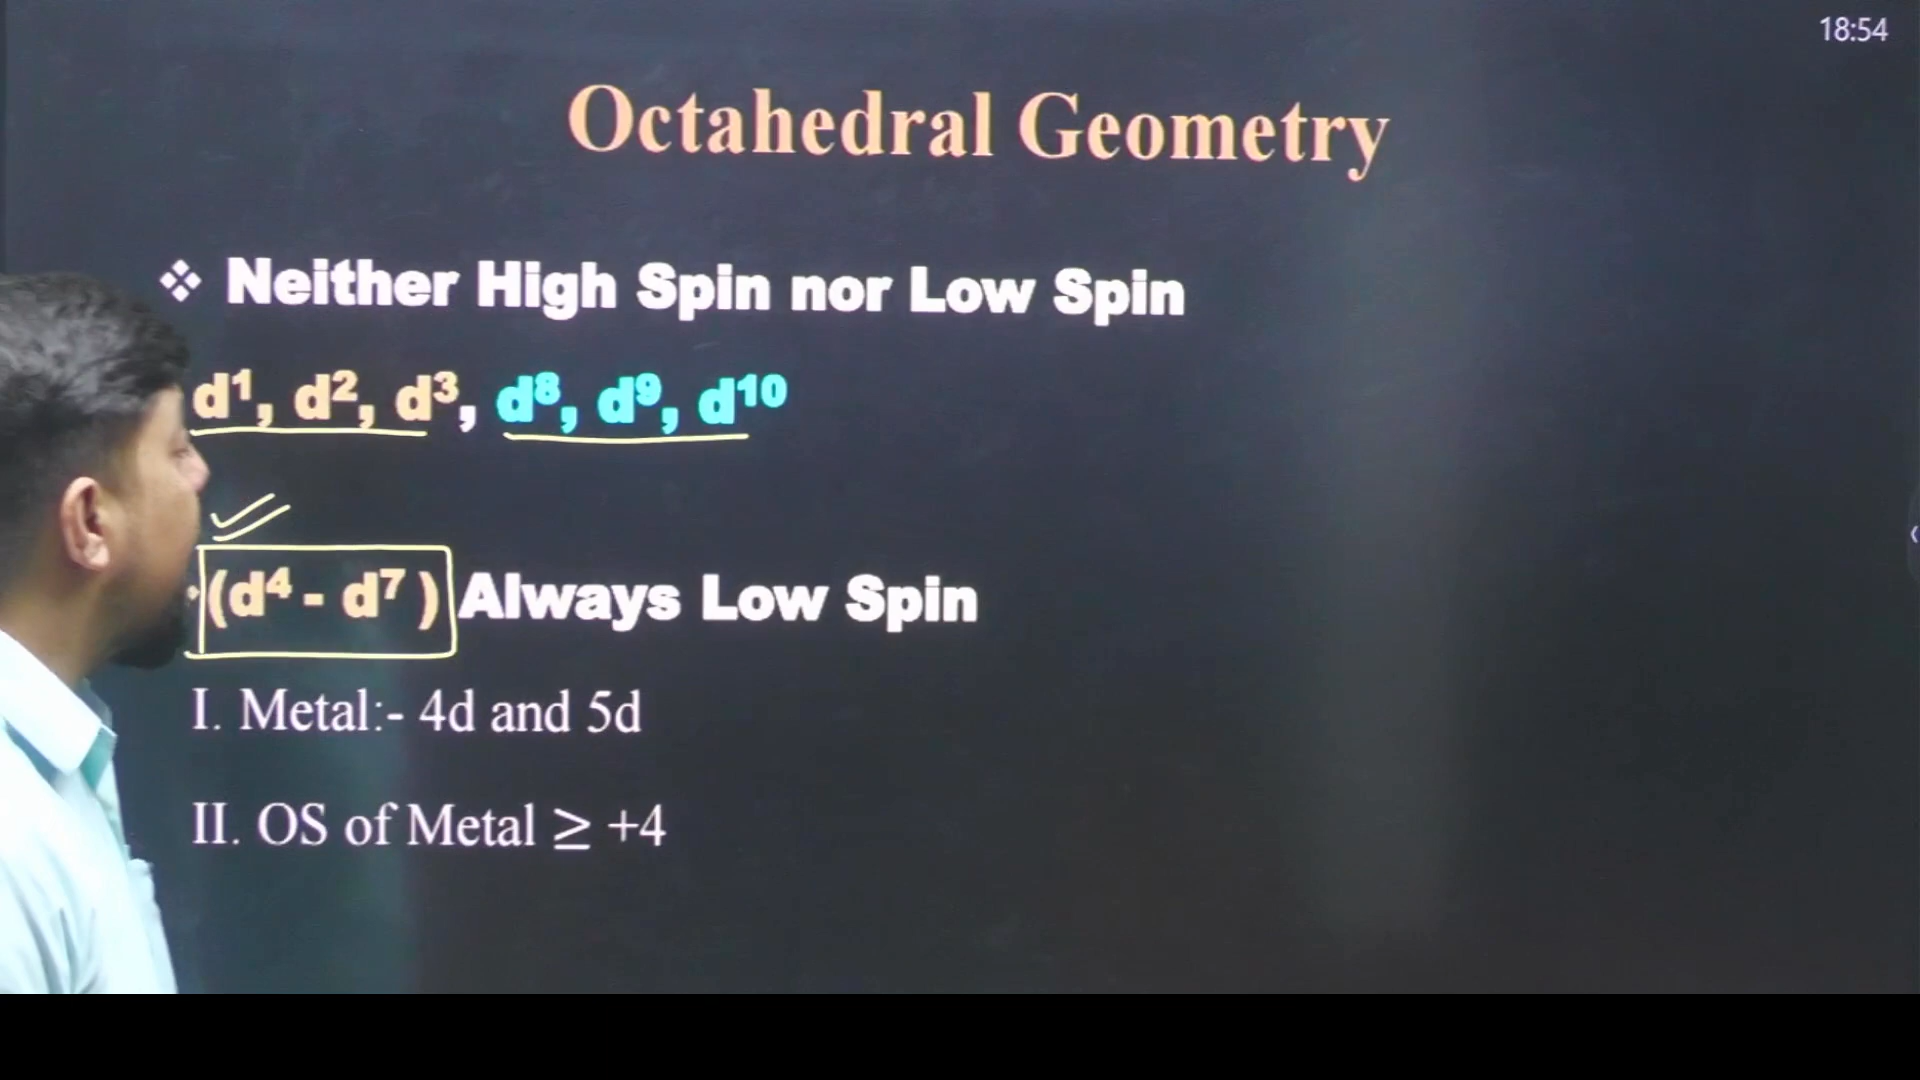 18:54
Octahedral Geometry
❖ Neither High Spin nor Low Spin
d¹, d², d³, d⁸, d⁹, d¹⁰
(d⁴ - d⁷ ) Always Low Spin
I. Metal:- 4d and 5d
II. OS of Metal ≥ +4